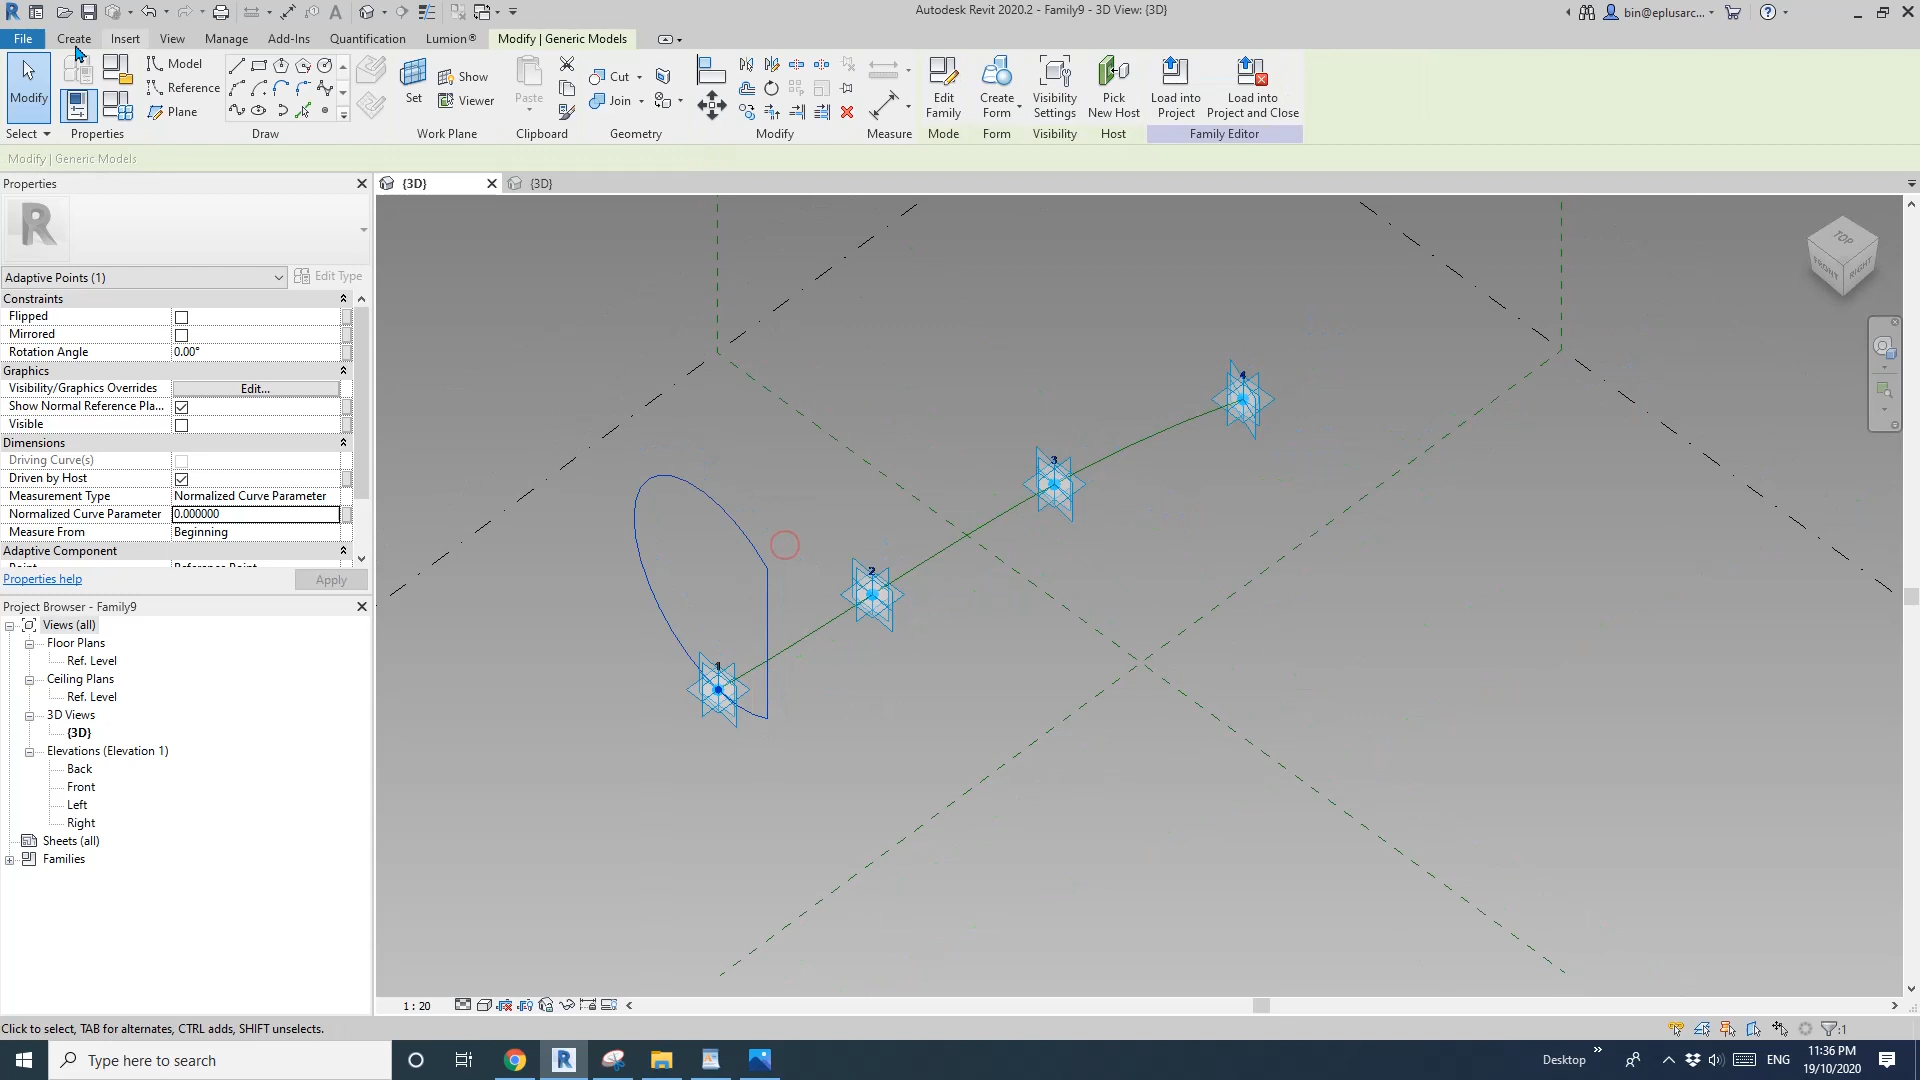 Autodesk Revit 2020.2 - Family9 - 3D View: {3D}
bin@eplusarc...
File Create Insert View Manage Add-Ins Quantification Lumion® Modify | Generic Models
Modify
Model
Reference
Plane
Set
Show
Viewer
Paste
Cut
Join
Edit
Family
Create
Form
Visibility
Settings
Pick
New Host
Load into
Project
Load into
Project and Close
Select Properties Draw Work Plane Clipboard Geometry Modify Measure Mode Form Visibility Host Family Editor
Modify | Generic Models
Properties
{3D}
{3D}
R
Adaptive Points (1)
Edit Type
Constraints
Flipped
Mirrored
Rotation Angle 0.00°
Graphics
Visibility/Graphics Overrides Edit...
Show Normal Reference Pla...
Visible
Dimensions
Driving Curve(s)
Driven by Host
Measurement Type Normalized Curve Parameter
Normalized Curve Parameter 0.000000
Measure From Beginning
Adaptive Component
Properties help
Apply
Project Browser - Family9
Views (all)
Floor Plans
Ref. Level
Ceiling Plans
Ref. Level
3D Views
{3D}
Elevations (Elevation 1)
Back
Front
Left
Right
Sheets (all)
Families
TOP
FRONT
RIGHT
4
3
2
1
1 : 20
Click to select, TAB for alternates, CTRL adds, SHIFT unselects.
:1
Type here to search
Desktop
ENG
11:36 PM
19/10/2020